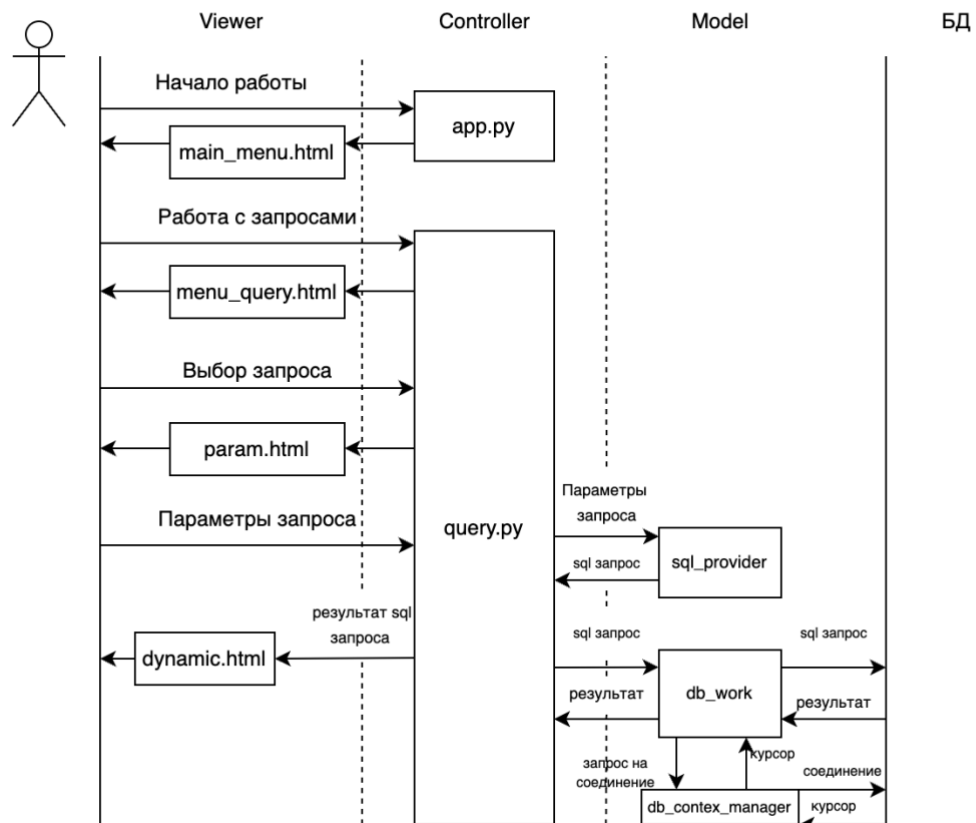 Viewer
Controller
Model
БД
Начало работы
app.py
main_menu.html
Работа с запросами
menu_query.html
Выбор запроса
param.html
Параметры запроса
query.py
Параметры
запроса
sql_provider
sql запрос
результат sql
запроса
dynamic.html
sql запрос
sql запрос
db_work
результат
результат
запрос на
соединение
курсор
соединение
db_contex_manager
курсор